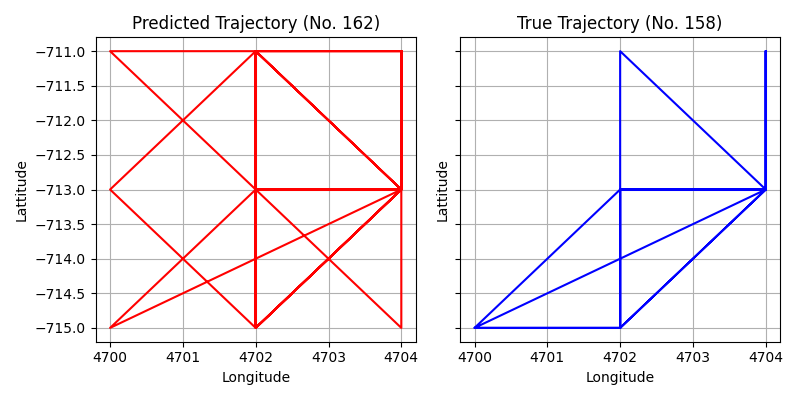 Predicted Trajectory (No. 162)
True Trajectory (No. 158)
−711.0
−711.5
−712.0
−712.5
−713.0
−713.5
−714.0
−714.5
−715.0
Lattitude
Lattitude
4700 4701 4702 4703 4704
4700 4701 4702 4703 4704
Longitude
Longitude